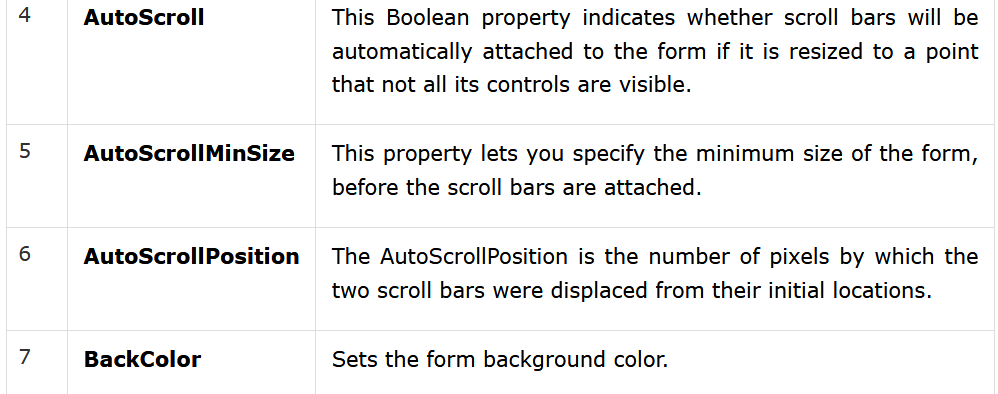 4 AutoScroll This Boolean property indicates whether scroll bars will be
automatically attached to the form if it is resized to a point
that not all its controls are visible.
5 AutoScrollMinSize This property lets you specify the minimum size of the form,
before the scroll bars are attached.
6 AutoScrollPosition The AutoScrollPosition is the number of pixels by which the
two scroll bars were displaced from their initial locations.
7 BackColor Sets the form background color.